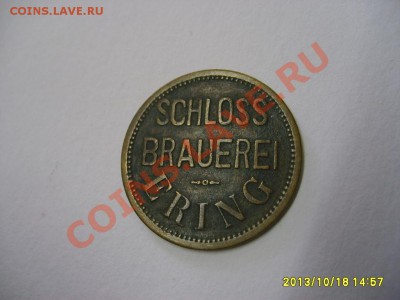 COINS.LAVE.RU
SCHLOSS
BRAUEREI
ERING
COINS.LAVE.RU
2013/10/18 14:57